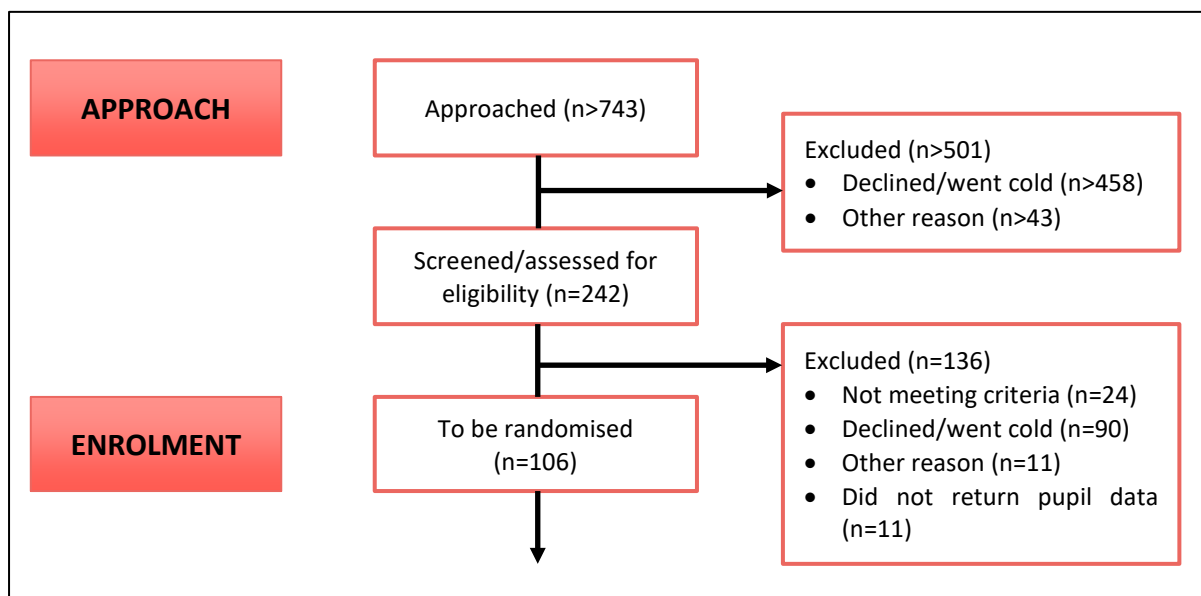 APPROACH
Approached (n>743)
Excluded (n>501)
• Declined/went cold (n>458)
• Other reason (n>43)
Screened/assessed for
eligibility (n=242)
Excluded (n=136)
• Not meeting criteria (n=24)
• Declined/went cold (n=90)
• Other reason (n=11)
• Did not return pupil data
(n=11)
ENROLMENT
To be randomised
(n=106)